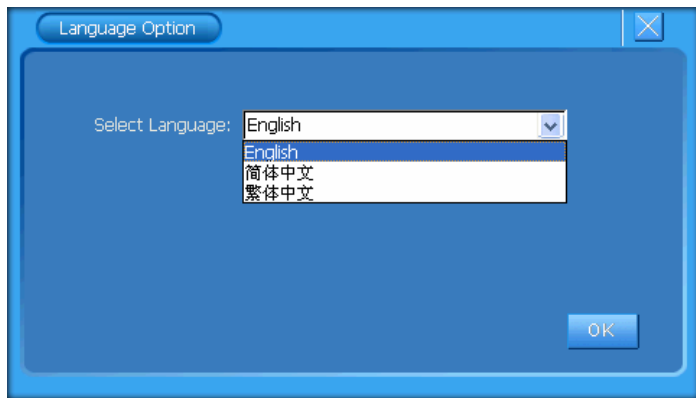 Language Option
Select Language: English
English
简体中文
繁体中文
OK